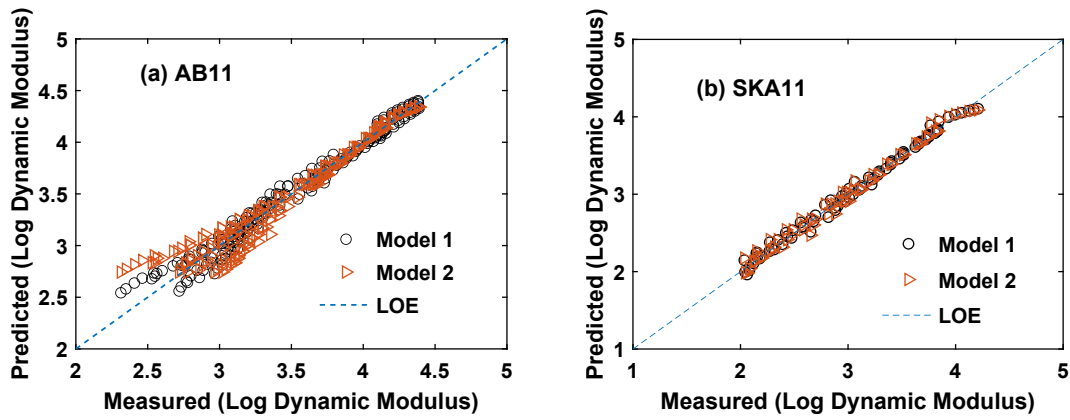 5
4.5
4
3.5
3
2.5
2
2
2.5
3
3.5
4
4.5
5
Predicted (Log Dynamic Modulus)
Measured (Log Dynamic Modulus)
(a) AB11
Model 1
Model 2
LOE
5
4
3
2
1
1
2
3
4
5
Predicted (Log Dynamic Modulus)
Measured (Log Dynamic Modulus)
(b) SKA11
Model 1
Model 2
LOE